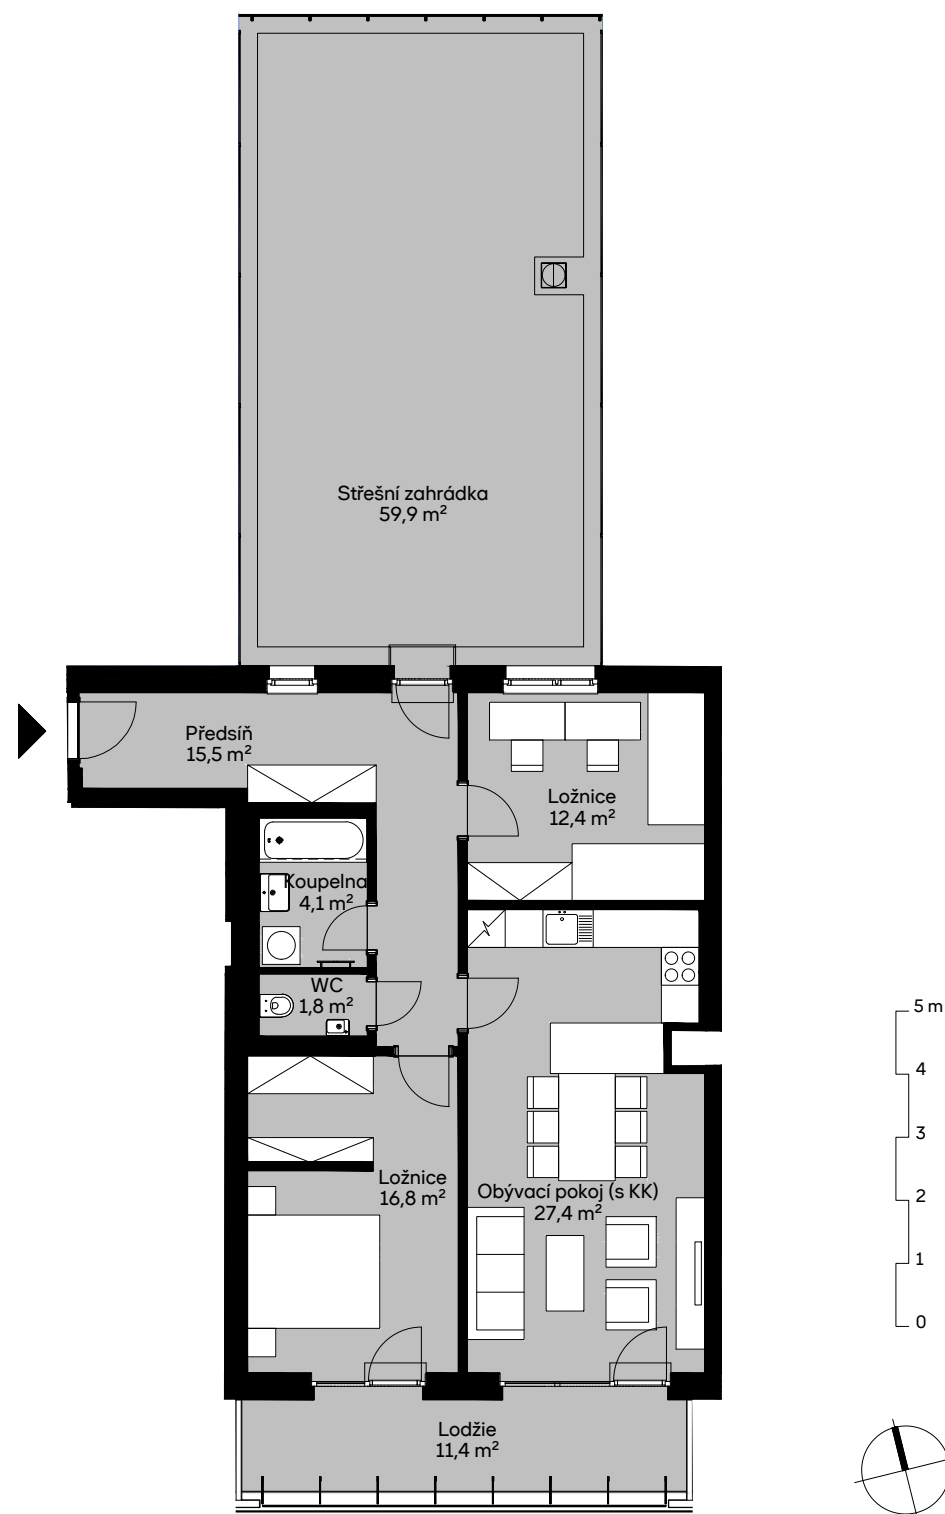 Střešní zahrádka
59,9 m²
Předsíň
15,5 m²
Ložnice
12,4 m²
Koupelna
4,1 m²
WC
1,8 m²
5 m
4
3
2
1
0
Ložnice
16,8 m²
Obývací pokoj (s KK)
27,4 m²
Lodžie
11,4 m²